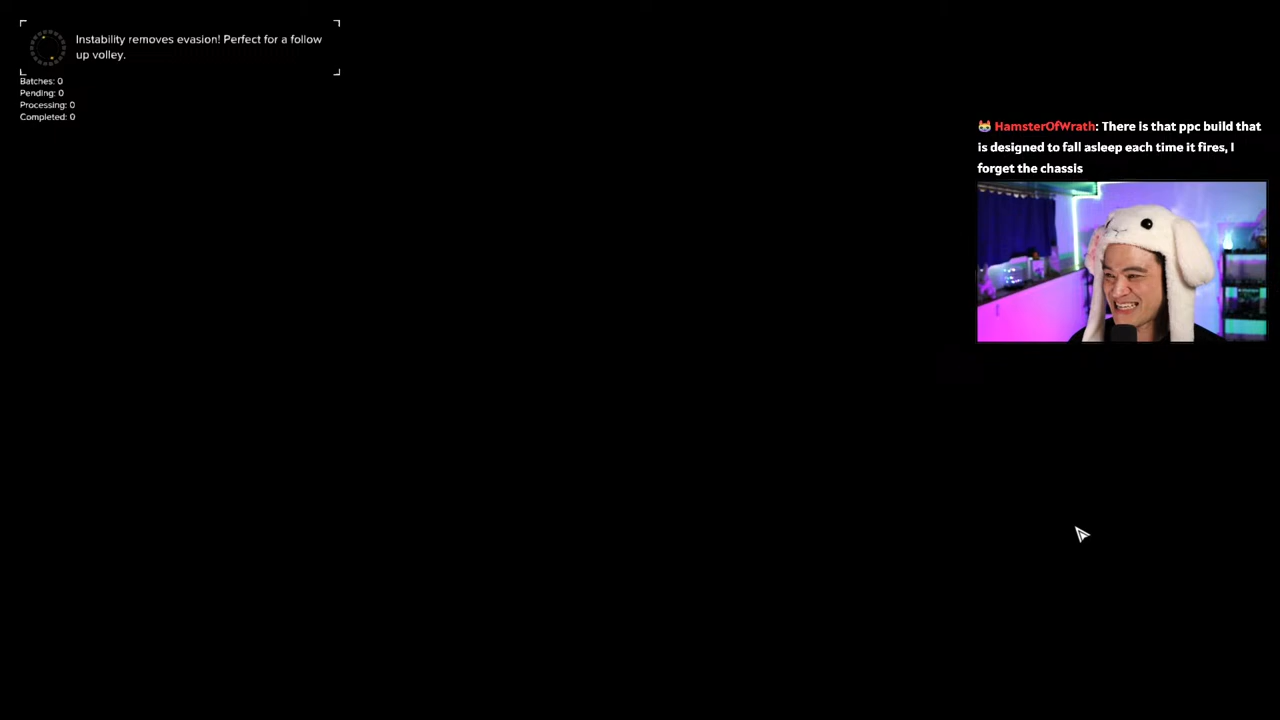 Instability removes evasion! Perfect for a follow
up volley.
Batches: 0
Pending: 0
Processing: 0
Completed: 0
HamsterOfWrath: There is that ppc build that
is designed to fall asleep each time it fires, I
forget the chassis